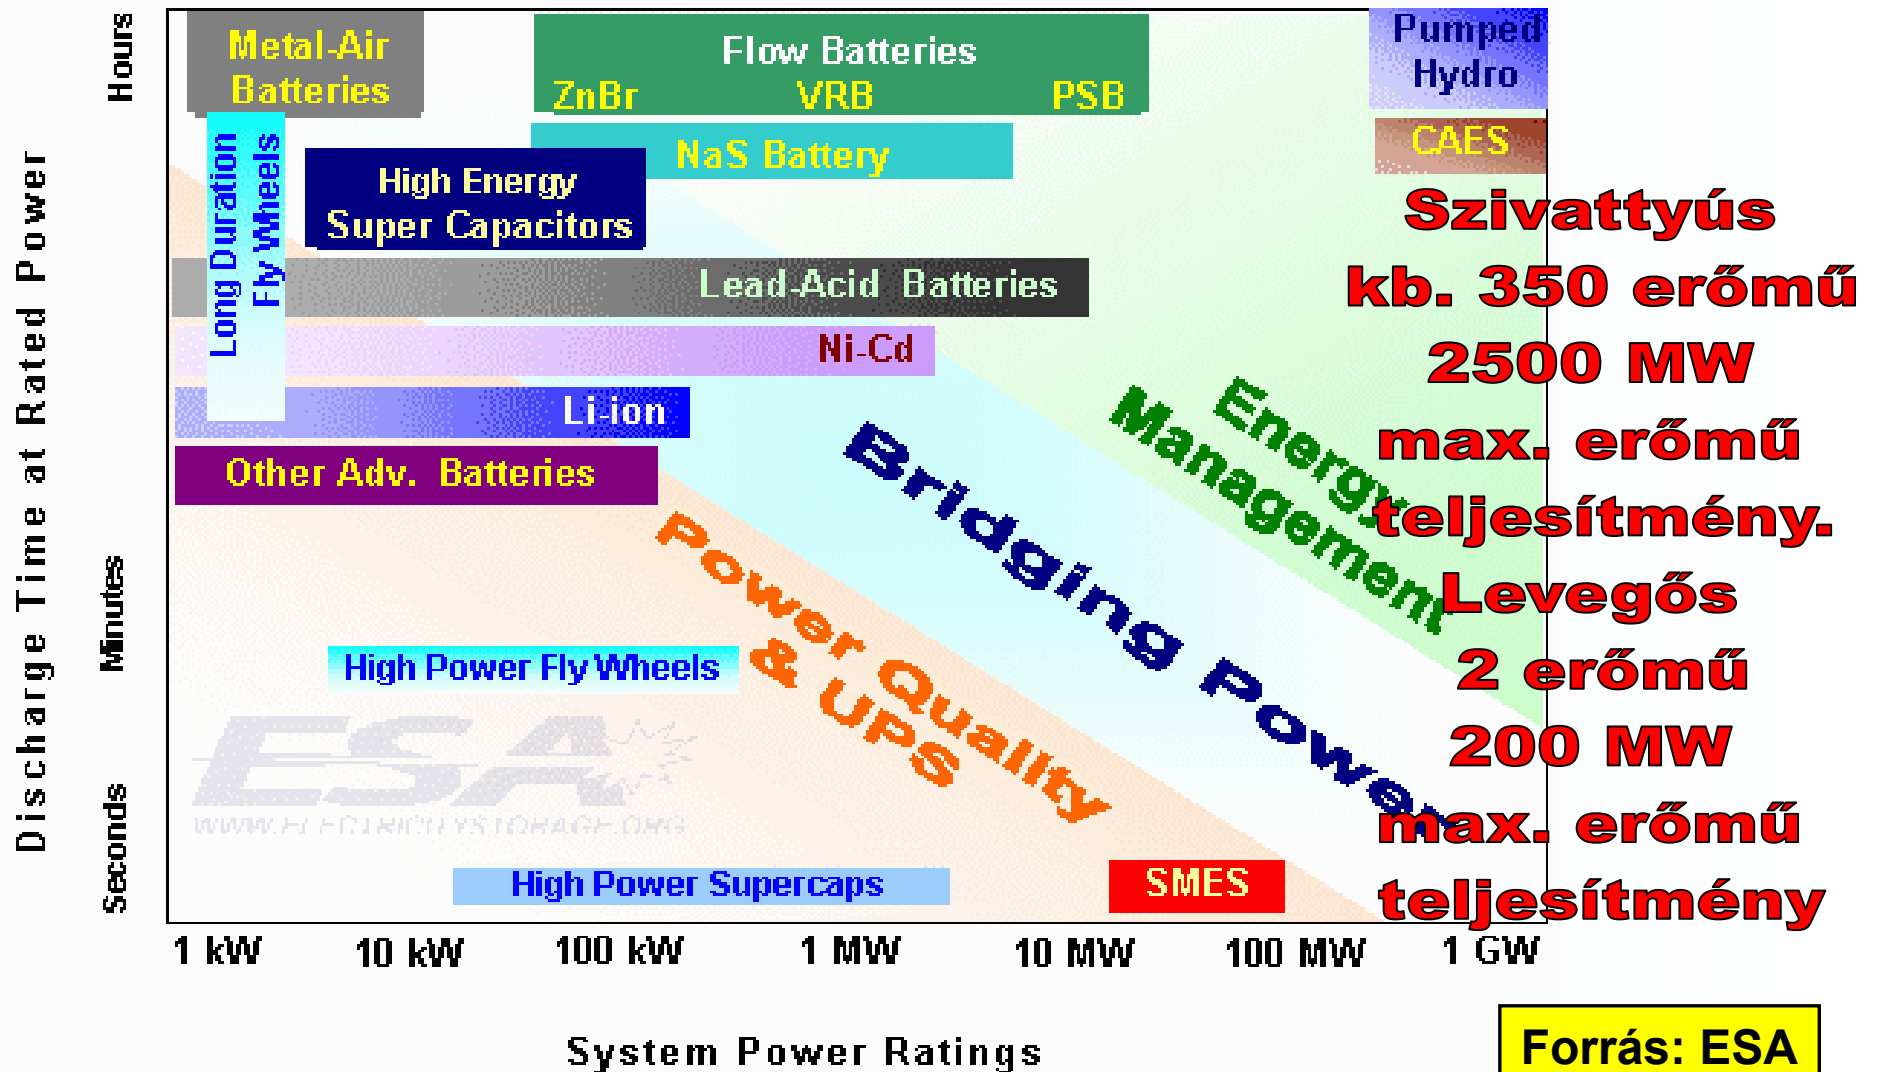 Hours
Minutes
Seconds
Discharge Time at Rated Power
Metal-Air
Batteries
Flow Batteries
ZnBr VRB PSB
Pumped
Hydro
CAES
NaS Battery
Long Duration
Fly Wheels
High Energy
Super Capacitors
Lead-Acid Batteries
Ni-Cd
Li-ion
Other Adv. Batteries
Energy
Management
Bridging Power
Power Quality
& UPS
High Power Fly Wheels
ESA
WWW.ELECTRICITYSTORAGE.ORG
High Power Supercaps
SMES
Szivattyús
kb. 350 erőmű
2500 MW
max. erőmű
teljesítmény.
Levegős
2 erőmű
200 MW
max. erőmű
teljesítmény
1 kW 10 kW 100 kW 1 MW 10 MW 100 MW 1 GW
System Power Ratings
Forrás: ESA